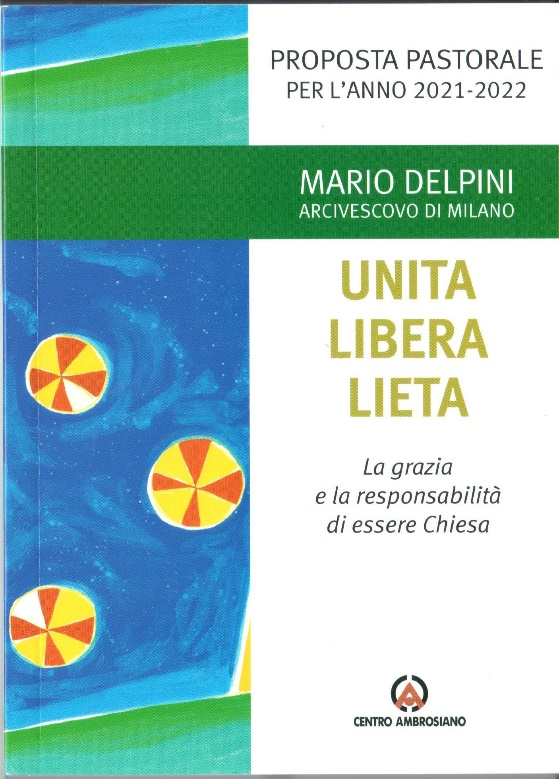 PROPOSTA PASTORALE
PER L'ANNO 2021-2022
MARIO DELPINI
ARCIVESCOVO DI MILANO
UNITA
LIBERA
LIETA
La grazia
e la responsabilità
di essere Chiesa
CENTRO AMBROSIANO